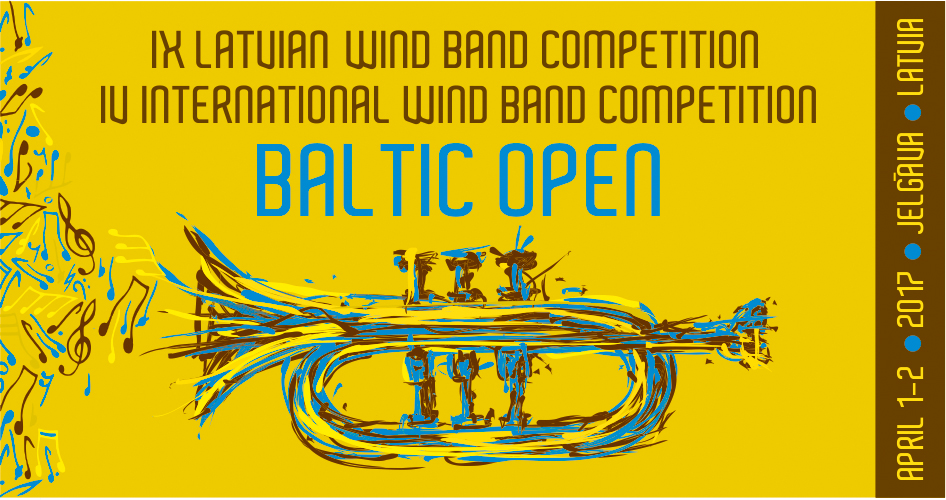 IX LATVIAN WIND BAND COMPETITION
IV INTERNATIONAL WIND BAND COMPETITION
BALTIC OPEN
APRIL 1-2 ● 2017 ● JELGĀVA ● LATVIA